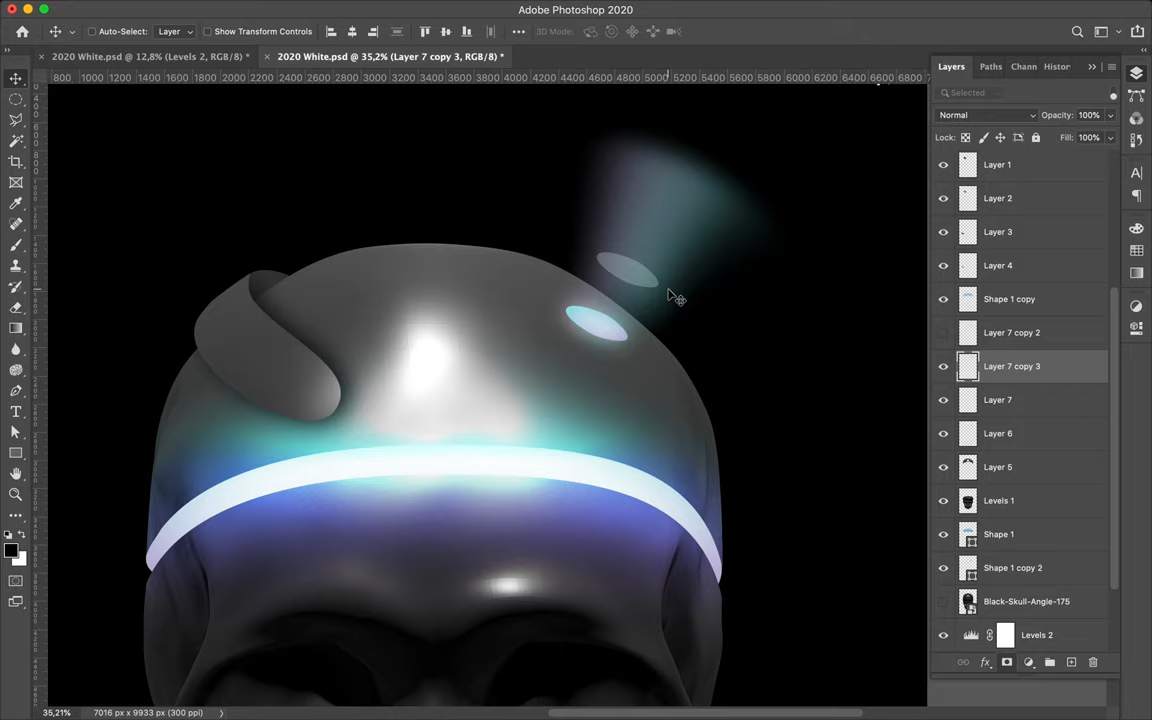 Adobe Photoshop 2020
Auto-Select: Layer Show Transform Controls 3D Mode:
2020 White.psd @ 12,8% (Levels 2, RGB/8) * 2020 White.psd @ 35,2% (Layer 7 copy 3, RGB/8) *
800 1000 1200 1400 1600 1800 2000 2200 2400 2600 2800 3000 3200 3400 3600 3800 4000 4200 4400 4600 4800 5000 5200 5400 5600 5800 6000 6200 6400 6600 6800
Layers Paths Chann Histor
Selected
Normal Opacity: 100%
Lock: Fill: 100%
Layer 1
Layer 2
Layer 3
Layer 4
Shape 1 copy
Layer 7 copy 2
Layer 7 copy 3
Layer 7
Layer 6
Layer 5
Levels 1
Shape 1
Shape 1 copy 2
Black-Skull-Angle-175
Levels 2
35,21% 7016 px x 9933 px (300 ppi)